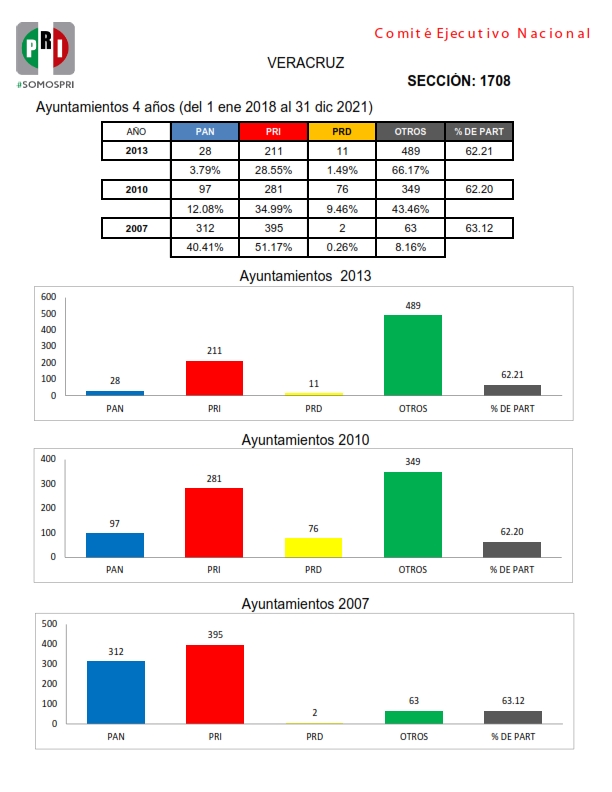 Comité Ejecutivo Nacional
PRI
#SOMOSPRI
VERACRUZ
SECCIÓN: 1708
Ayuntamientos 4 años (del 1 ene 2018 al 31 dic 2021)
AÑO PAN PRI PRD OTROS % DE PART
2013 28 211 11 489 62.21
3.79% 28.55% 1.49% 66.17%
2010 97 281 76 349 62.20
12.08% 34.99% 9.46% 43.46%
2007 312 395 2 63 63.12
40.41% 51.17% 0.26% 8.16%
Ayuntamientos 2013
600
500
400
300
200
100
0
28 211 11 489 62.21
PAN PRI PRD OTROS % DE PART
Ayuntamientos 2010
400
300
200
100
0
97 281 76 349 62.20
PAN PRI PRD OTROS % DE PART
Ayuntamientos 2007
500
400
300
200
100
0
312 395 2 63 63.12
PAN PRI PRD OTROS % DE PART